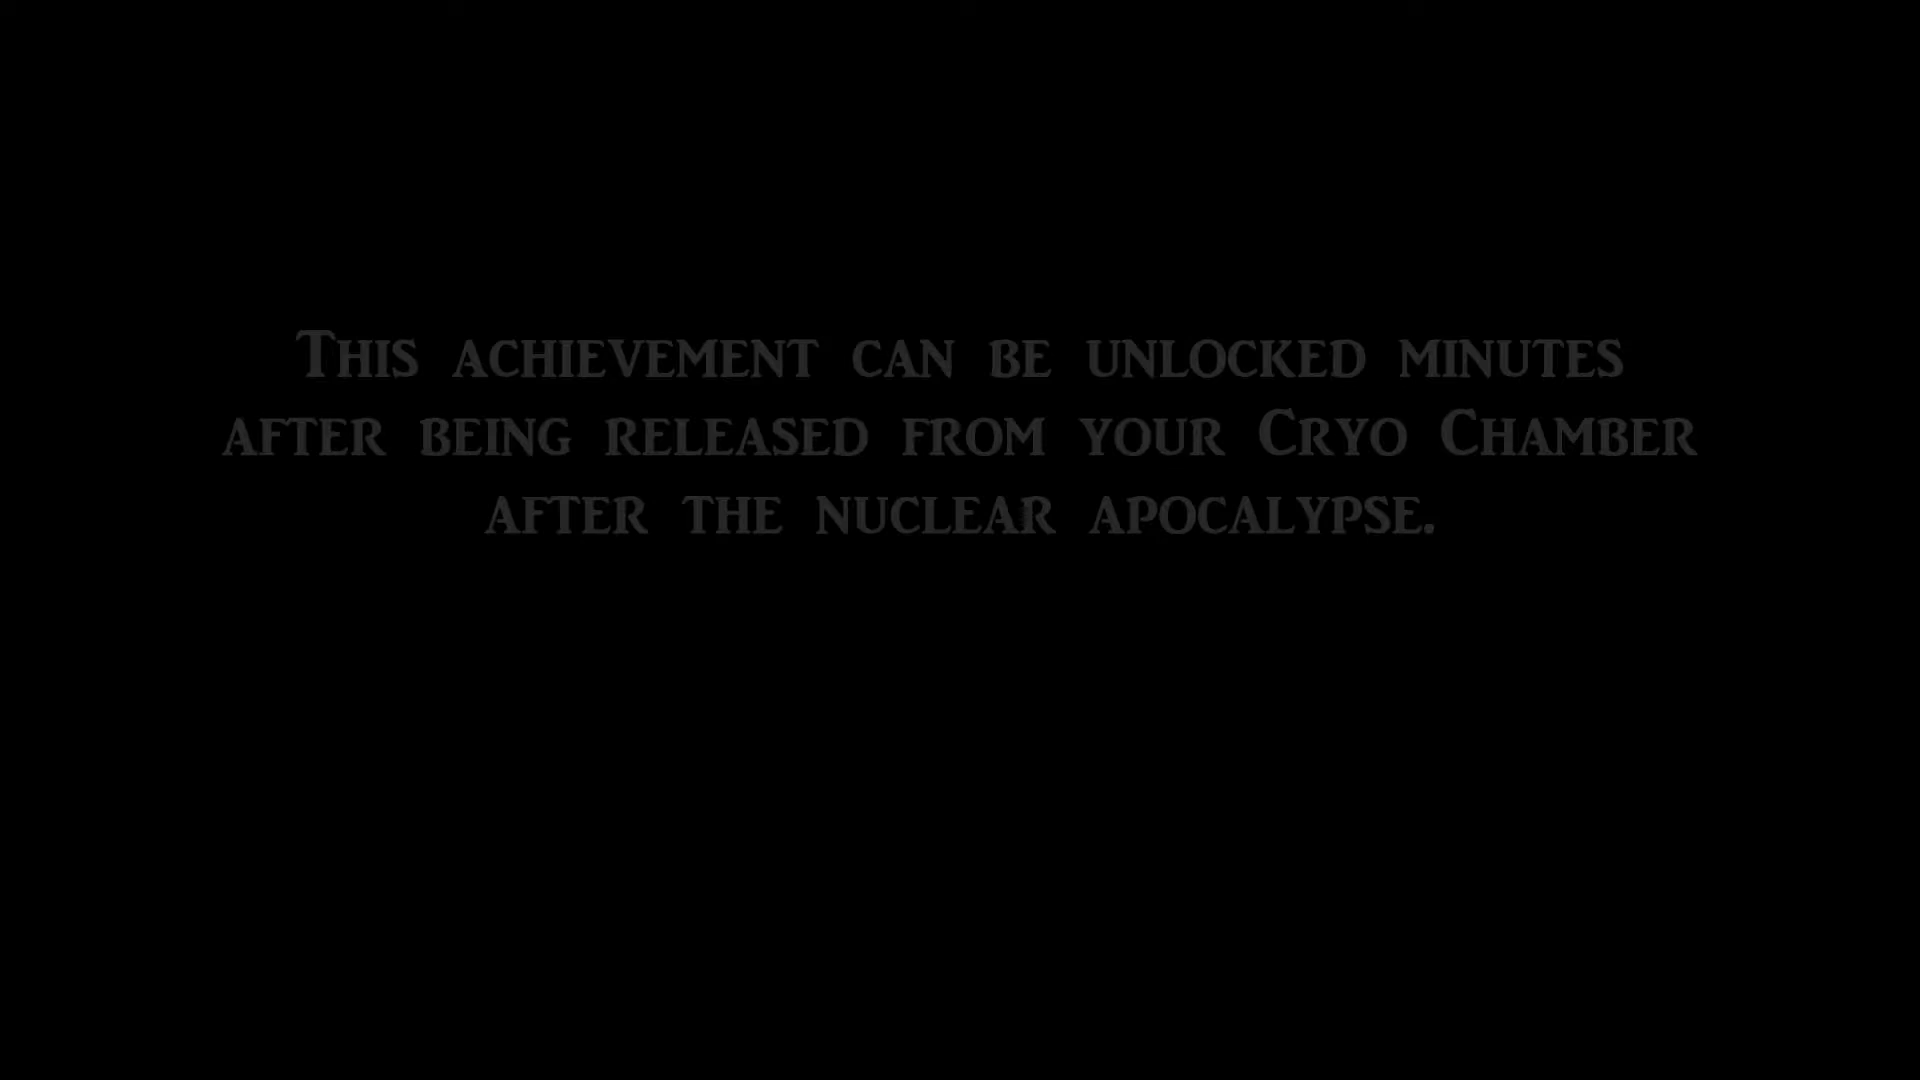 This achievement can be unlocked minutes
after being released from your Cryo Chamber
after the nuclear apocalypse.